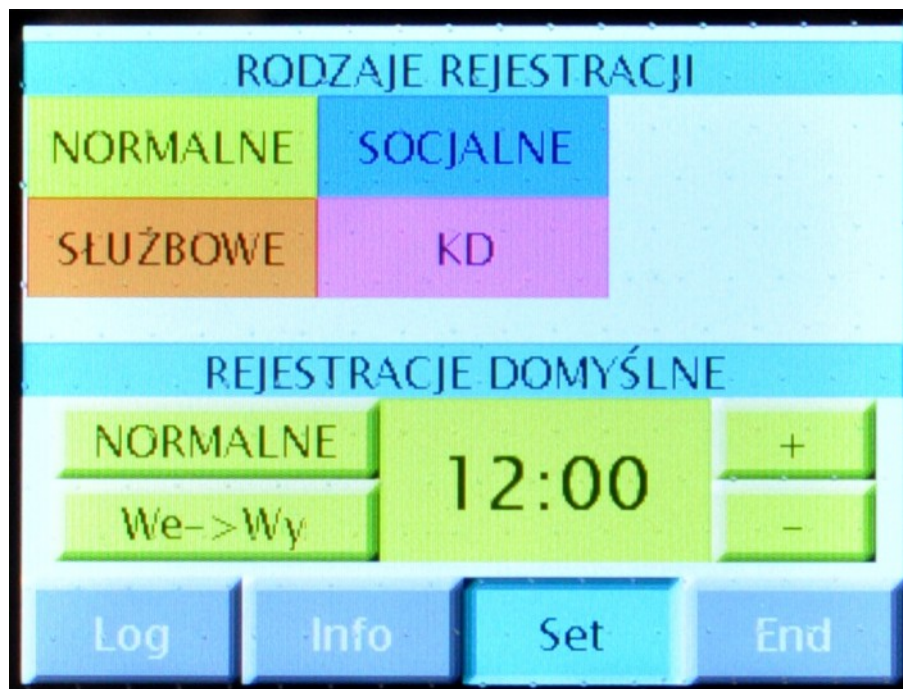 RODZAJE REJESTRACJI
NORMALNE SOCJALNE
SŁUŻBOWE KD
REJESTRACJE DOMYŚLNE
NORMALNE
12:00
+
We->Wy
-
Log Info Set End